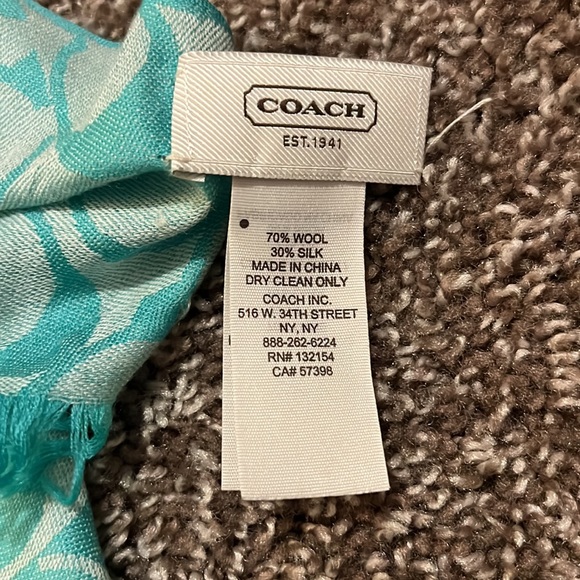 COACH
EST.1941
70% WOOL
30% SILK
MADE IN CHINA
DRY CLEAN ONLY
COACH INC.
516 W. 34TH STREET
NY, NY
888-262-6224
RN# 132154
CA# 57398